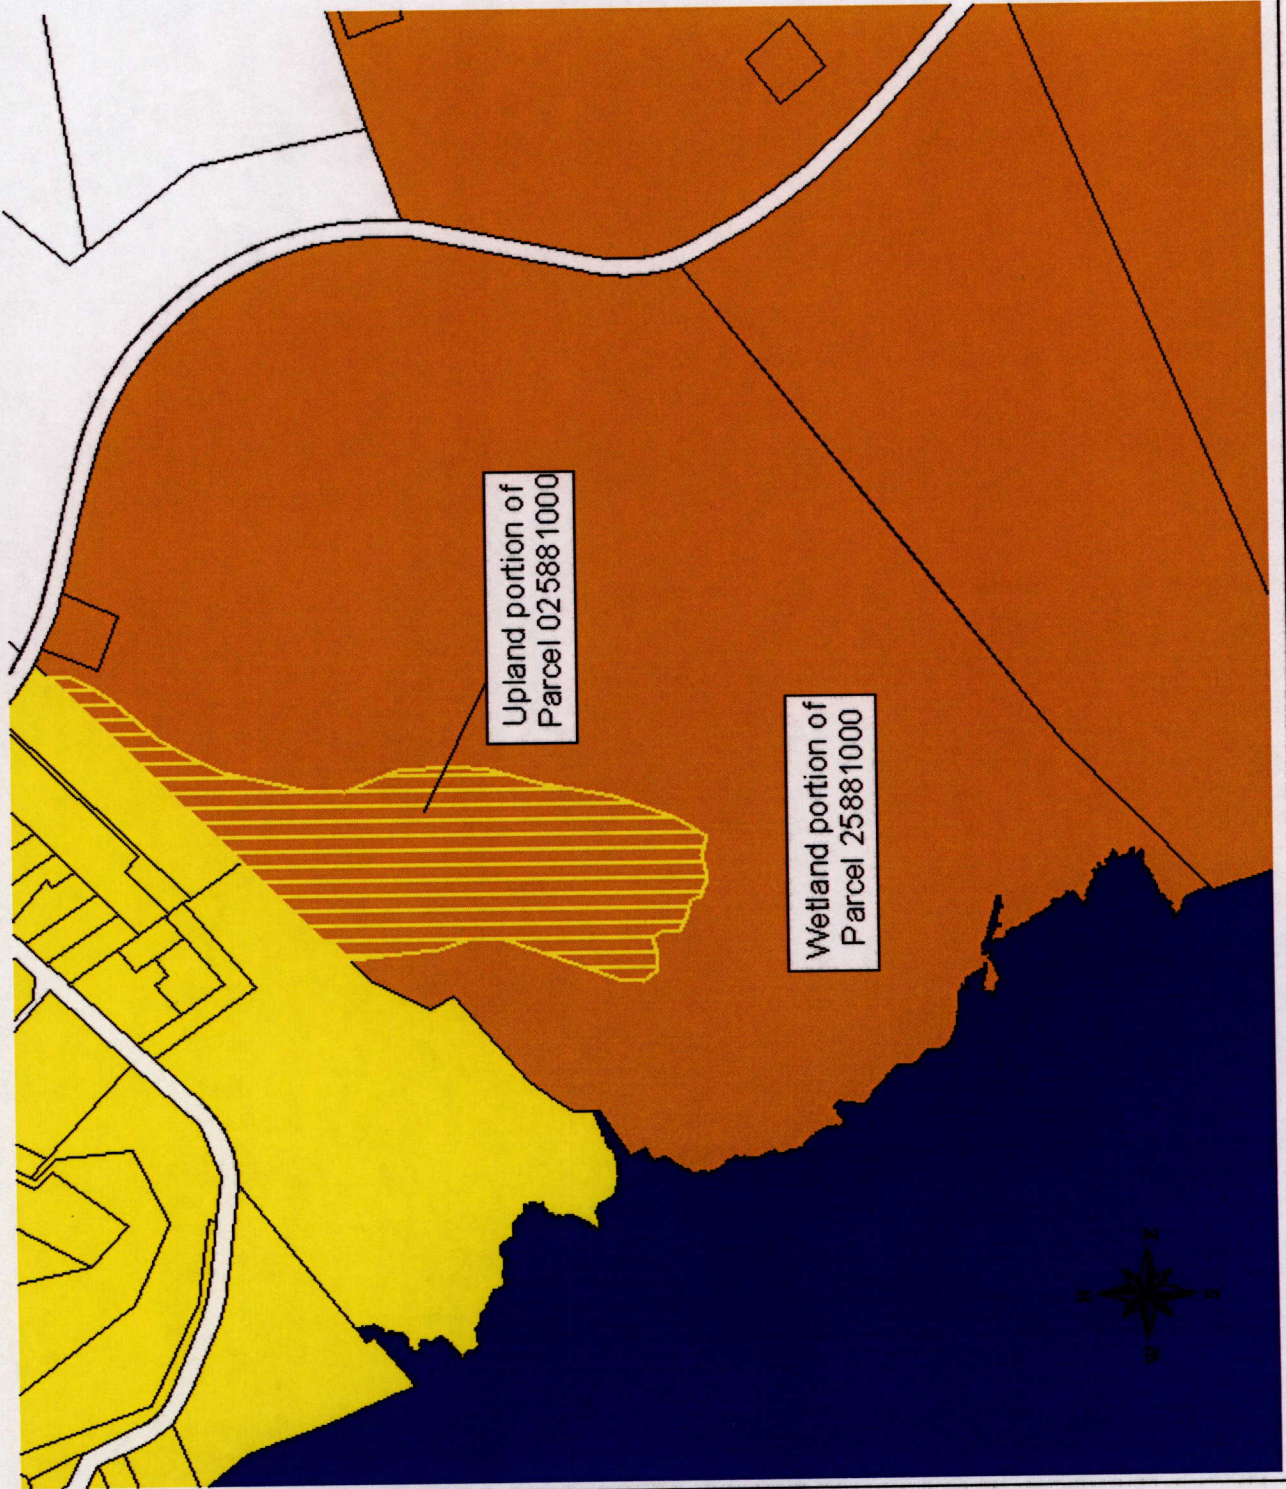 Upland portion of
Parcel 025881000
Wetland portion of
Parcel 25881000